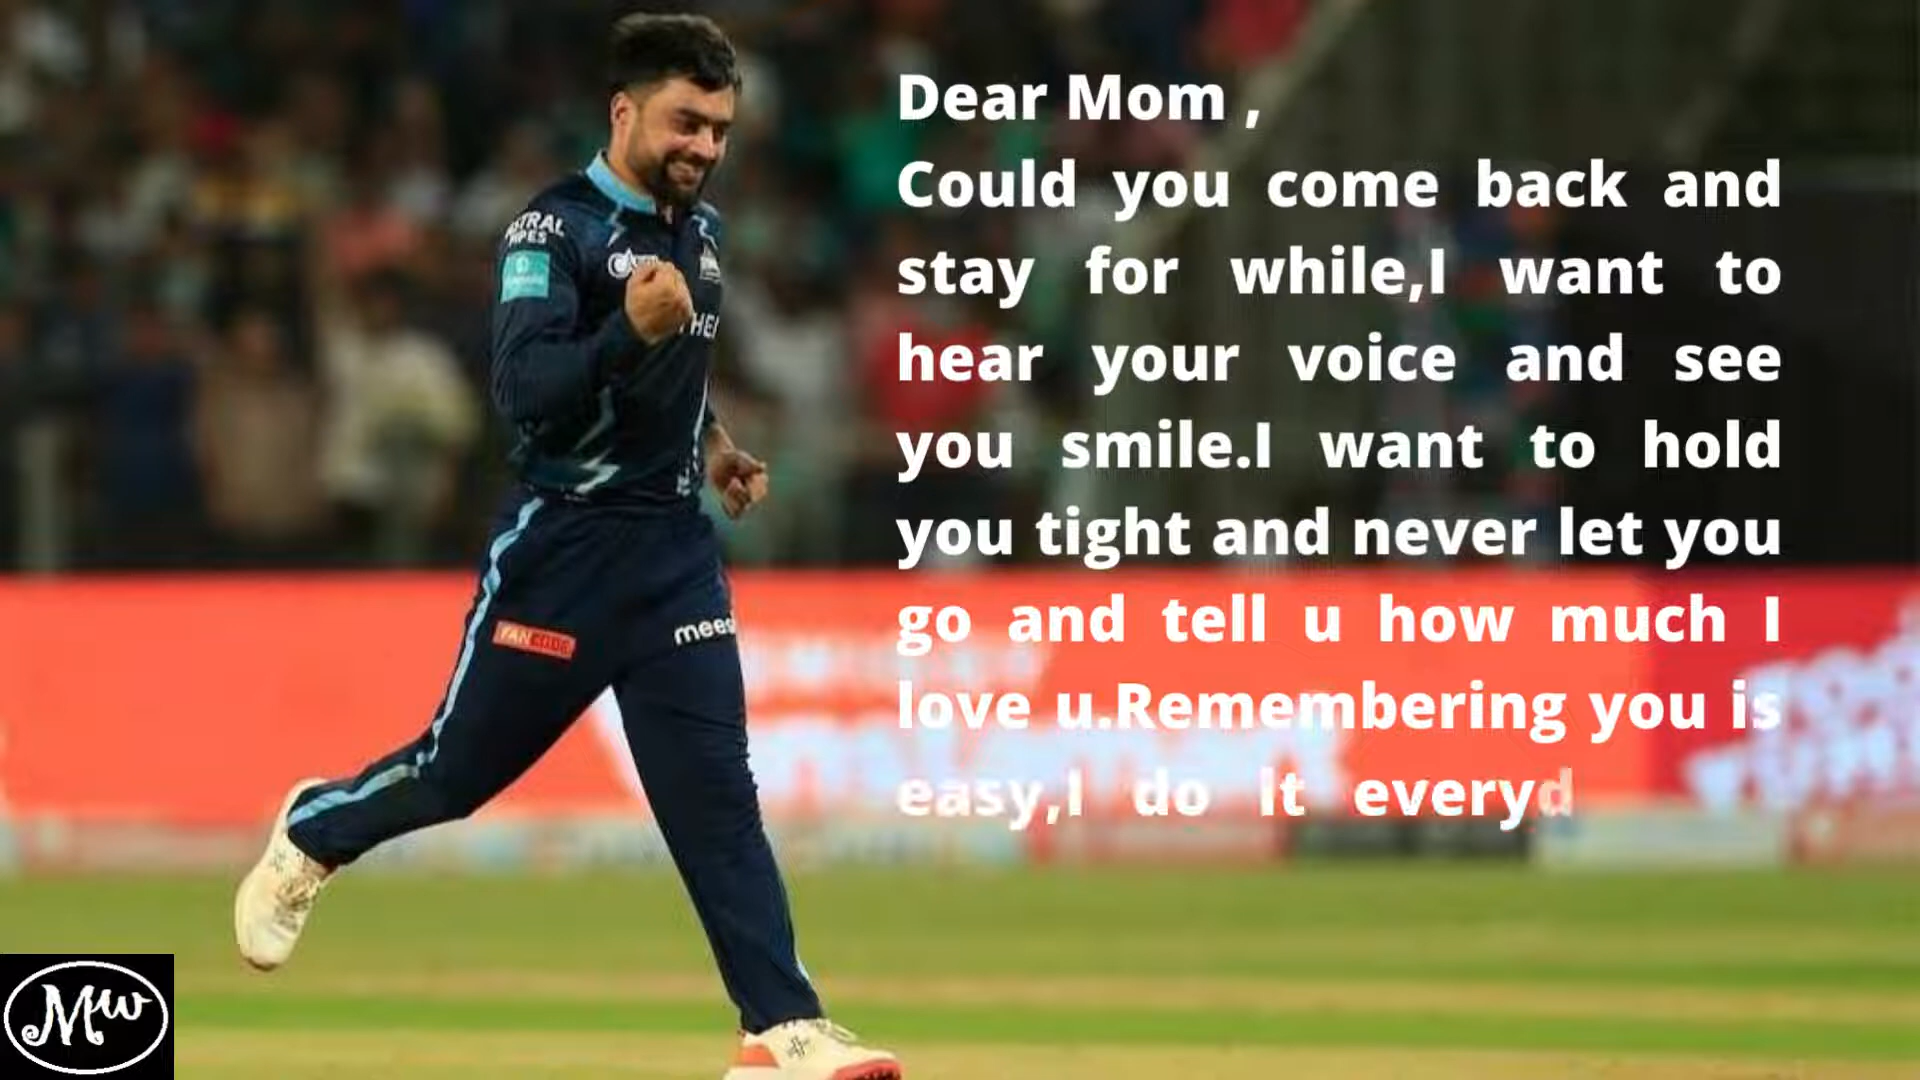 Dear Mom ,
Could you come back and
stay for while,I want to
hear your voice and see
you smile.I want to hold
you tight and never let you
go and tell u how much I
love u.Remembering you is
easy,I do it everyd
FANCODE
Mw